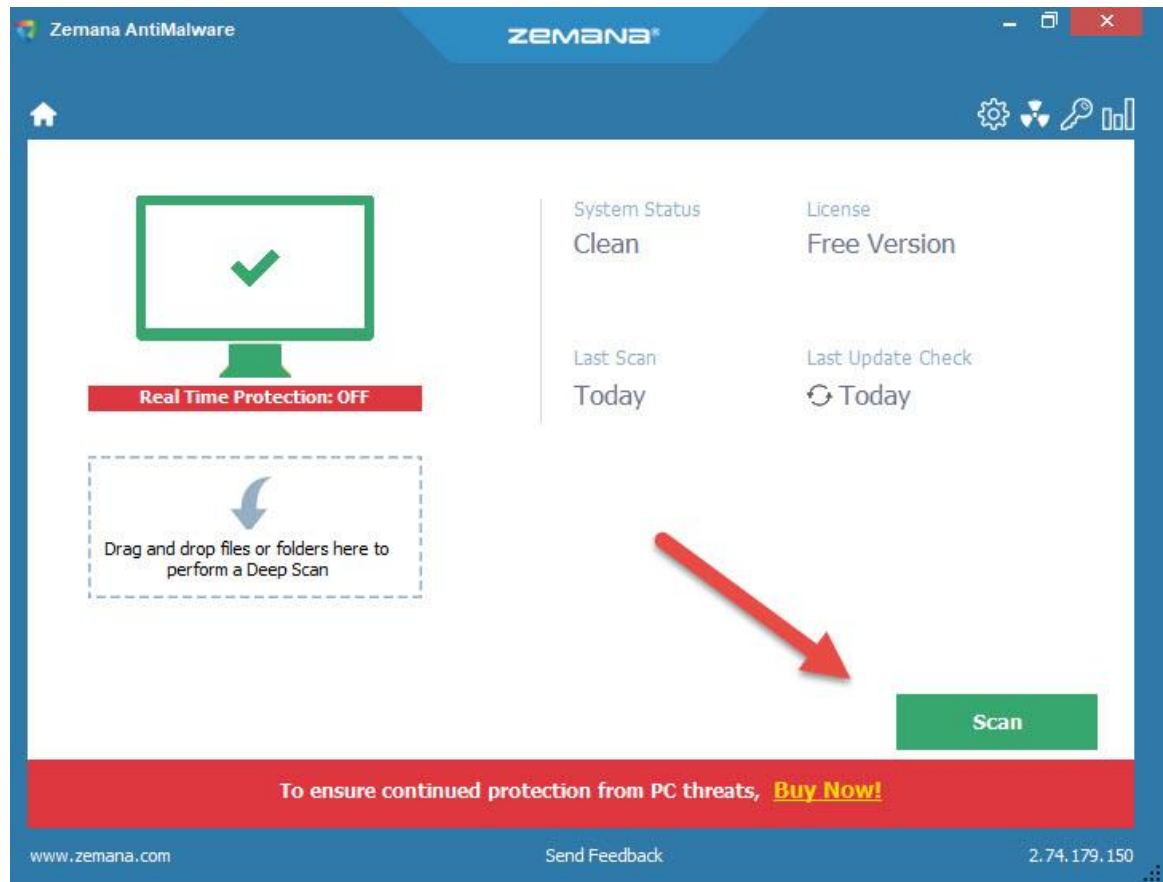 Zemana AntiMalware
zemana®
System Status
Clean
License
Free Version
Real Time Protection: OFF
Last Scan
Today
Last Update Check
Today
Drag and drop files or folders here to
perform a Deep Scan
Scan
To ensure continued protection from PC threats, Buy Now!
www.zemana.com
Send Feedback
2.74.179.150